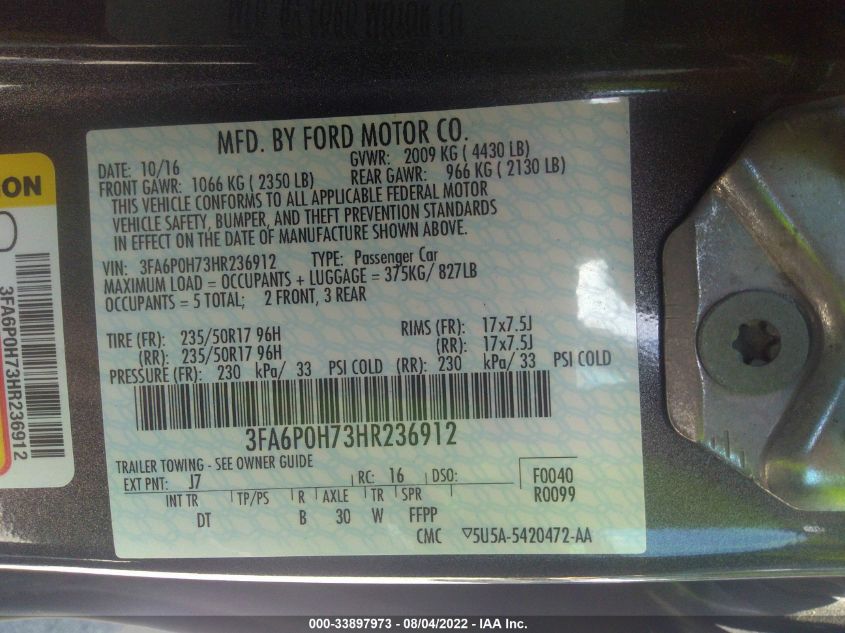 MFD. BY FORD MOTOR CO.
DATE: 10/16 GVWR: 2009 KG ( 4430 LB)
FRONT GAWR: 1066 KG ( 2350 LB) REAR GAWR: 966 KG ( 2130 LB)
THIS VEHICLE CONFORMS TO ALL APPLICABLE FEDERAL MOTOR
VEHICLE SAFETY, BUMPER, AND THEFT PREVENTION STANDARDS
IN EFFECT ON THE DATE OF MANUFACTURE SHOWN ABOVE.
VIN: 3FA6P0H73HR236912 TYPE: Passenger Car
MAXIMUM LOAD = OCCUPANTS + LUGGAGE = 375KG/ 827LB
OCCUPANTS = 5 TOTAL; 2 FRONT, 3 REAR
TIRE (FR): 235/50R17 96H RIMS (FR): 17x7.5J
(RR): 235/50R17 96H (RR): 17x7.5J
PRESSURE (FR): 230 kPa/ 33 PSI COLD (RR): 230 kPa/ 33 PSI COLD
3FA6P0H73HR236912
TRAILER TOWING - SEE OWNER GUIDE
EXT PNT: J7 RC: 16 DSO: F0040
R0099
INT TR TP/PS R AXLE TR SPR
DT B 30 W FFPP
CMC ▽5U5A-5420472-AA
ON
3FA6P0H73HR236912
000-33897973 - 08/04/2022 - IAA Inc.